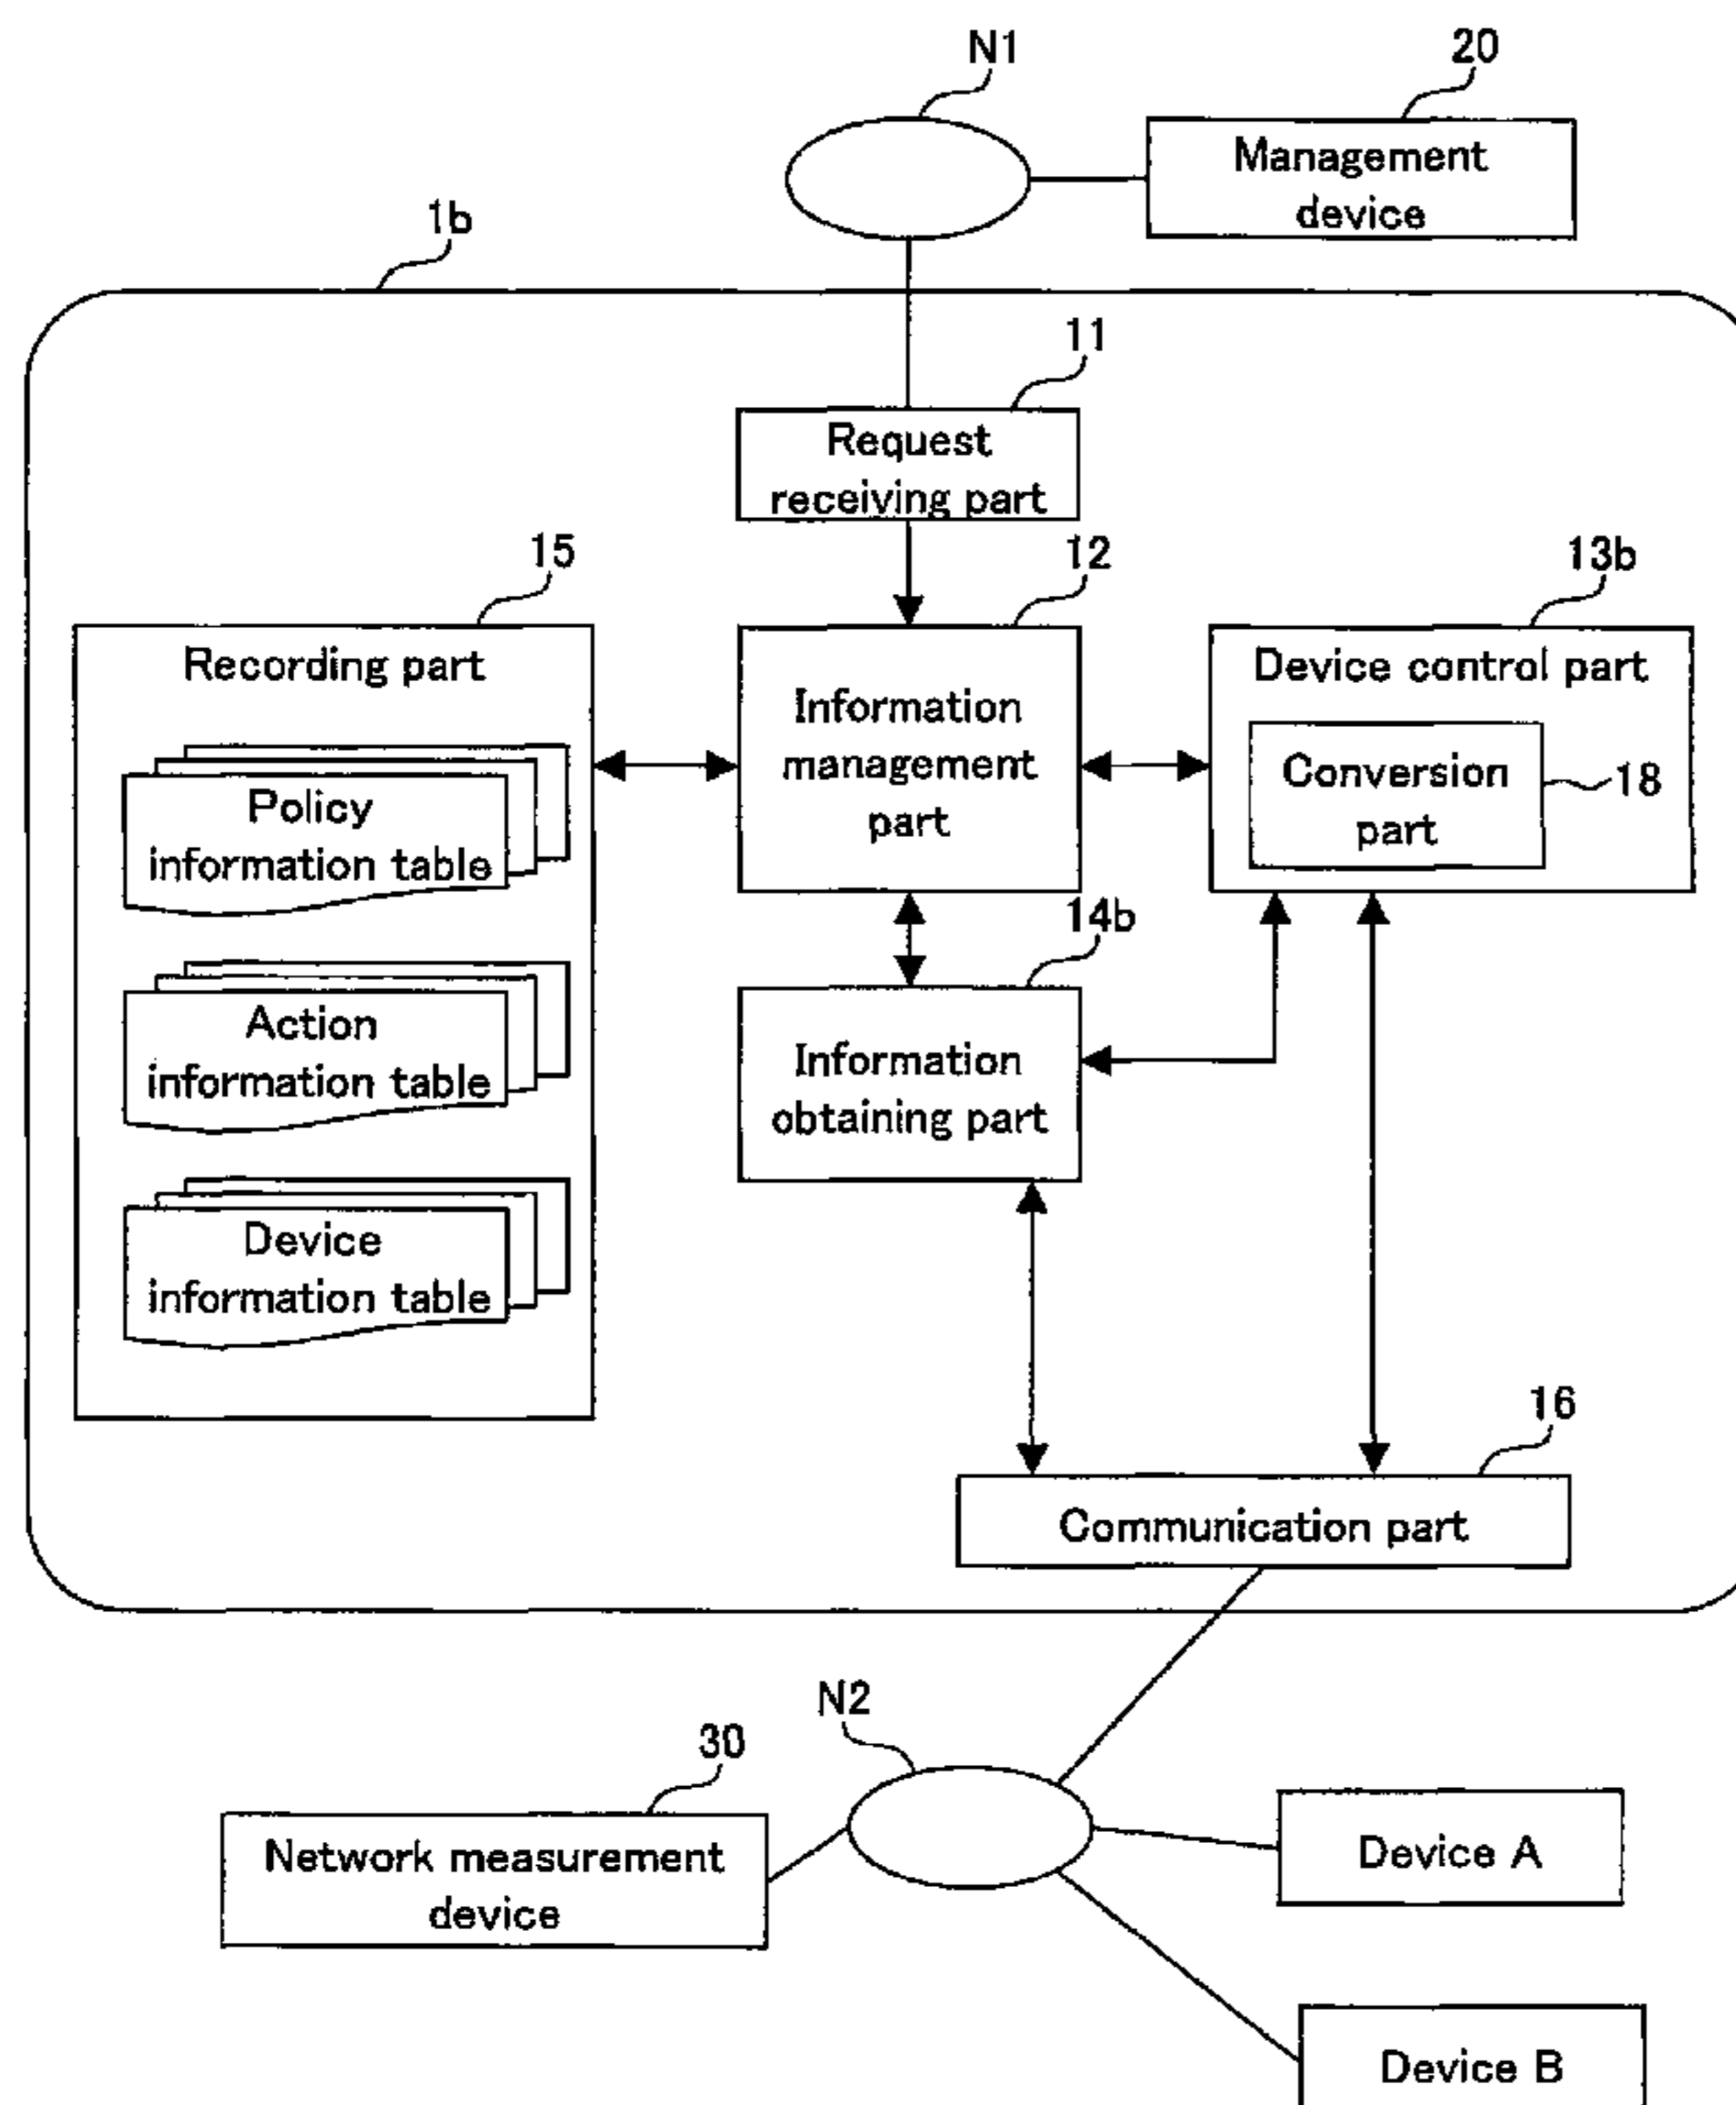 N1
20
Management
device
1b
11
Request
receiving part
15
12
13b
Recording part
Policy
information table
Action
information table
Device
information table
Information
management
part
Device control part
Conversion
part
18
14b
Information
obtaining part
16
Communication part
N2
30
Network measurement
device
Device A
Device B